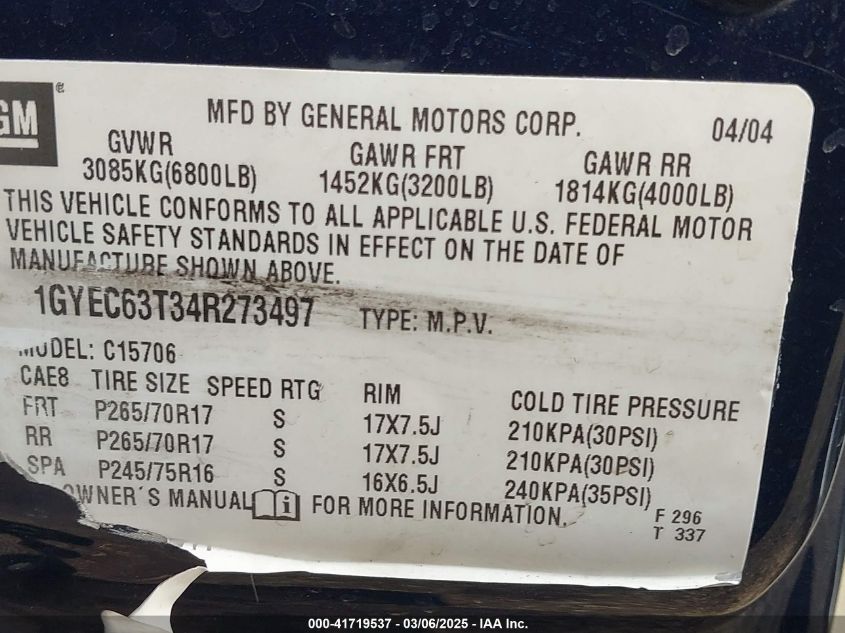 GM
MFD BY GENERAL MOTORS CORP. 04/04
GVWR GAWR FRT GAWR RR
3085KG(6800LB) 1452KG(3200LB) 1814KG(4000LB)
THIS VEHICLE CONFORMS TO ALL APPLICABLE U.S. FEDERAL MOTOR
VEHICLE SAFETY STANDARDS IN EFFECT ON THE DATE OF
MANUFACTURE SHOWN ABOVE.
1GYEC63T34R273497 TYPE: M.P.V.
MODEL: C15706
CAE8 TIRE SIZE SPEED RTG RIM COLD TIRE PRESSURE
FRT P265/70R17 S 17X7.5J 210KPA(30PSI)
RR P265/70R17 S 17X7.5J 210KPA(30PSI)
SPA P245/75R16 S 16X6.5J 240KPA(35PSI)
OWNER'S MANUAL i FOR MORE INFORMATION.
F 296
T 337
000-41719537 - 03/06/2025 - IAA Inc.